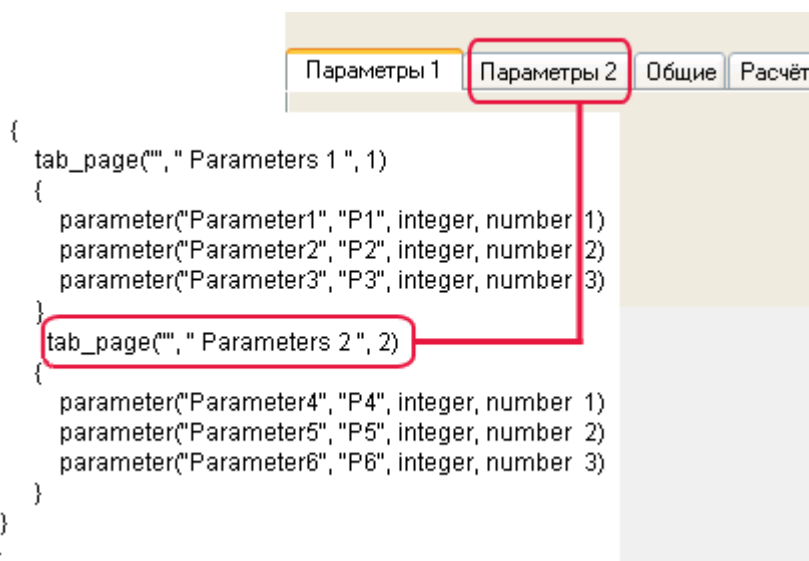 Параметры 1 Параметры 2 Общие Расчёт
{
tab_page("", " Parameters 1 ", 1)
{
parameter("Parameter1", "P1", integer, number 1)
parameter("Parameter2", "P2", integer, number 2)
parameter("Parameter3", "P3", integer, number 3)
}
tab_page("", " Parameters 2 ", 2)
{
parameter("Parameter4", "P4", integer, number 1)
parameter("Parameter5", "P5", integer, number 2)
parameter("Parameter6", "P6", integer, number 3)
}
}